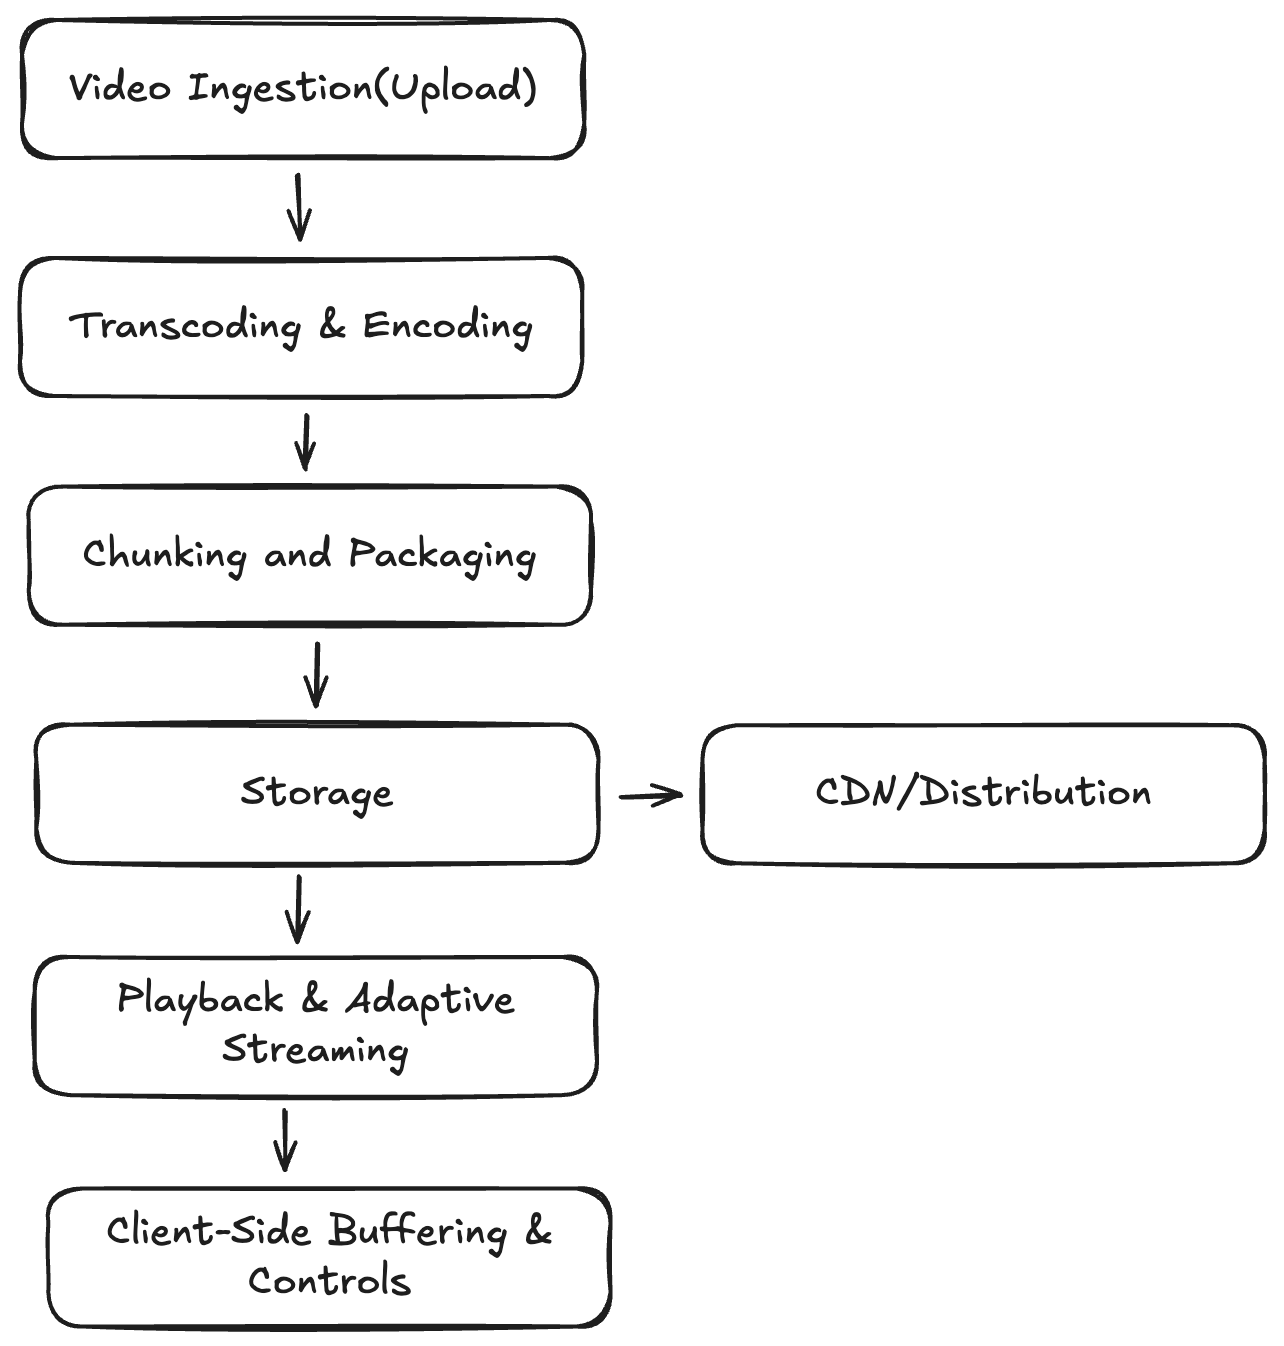 Video Ingestion(Upload)
Transcoding & Encoding
Chunking and Packaging
Storage
CDN/Distribution
Playback & Adaptive
Streaming
Client-Side Buffering &
Controls